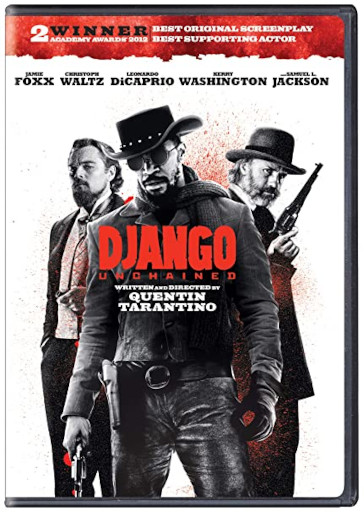 2 WINNER
ACADEMY AWARDS® 2012
BEST ORIGINAL SCREENPLAY
BEST SUPPORTING ACTOR
JAMIE FOXX
CHRISTOPH WALTZ
LEONARDO DiCAPRIO
KERRY WASHINGTON
AND SAMUEL L. JACKSON
DJANGO
UNCHAINED
WRITTEN AND DIRECTED BY
QUENTIN
TARANTINO